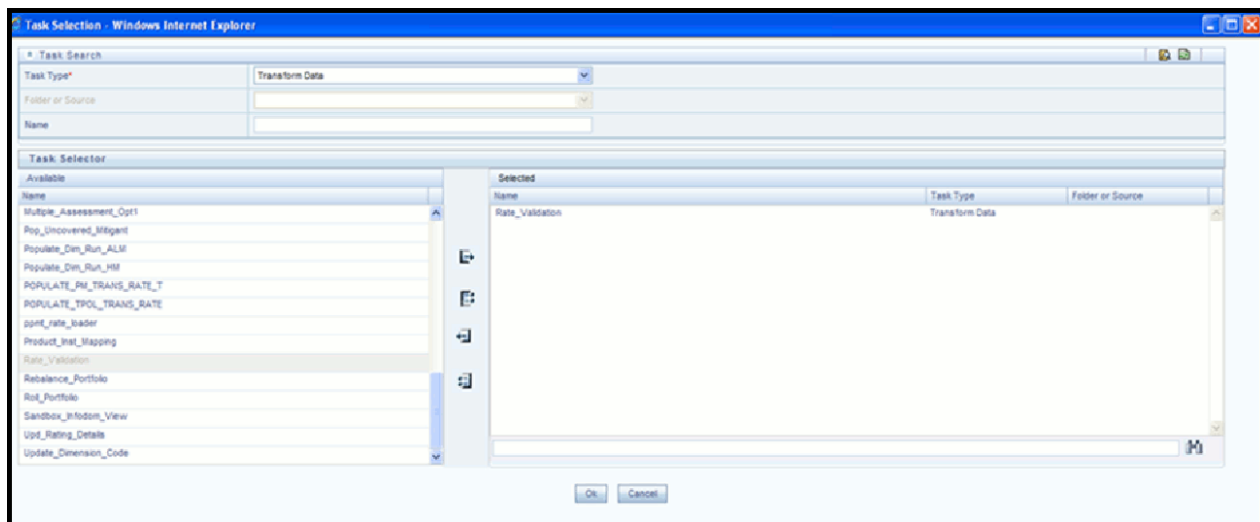 Task Selection - Windows Internet Explorer
Task Search
Task Type* Transform Data
Folder or Source
Name
Task Selector
Available
Selected
Name
Name Task Type Folder or Source
Multiple_Assessment_Opt1
Rate_Validation Transform Data
Pop_Uncovered_Mitigant
Populate_Dim_Run_ALM
Populate_Dim_Run_HM
POPULATE_PM_TRANS_RATE_T
POPULATE_TPOL_TRANS_RATE
ppmt_rate_loader
Product_Inst_Mapping
Rate_Validation
Rebalance_Portfolio
Roll_Portfolio
Sandbox_Infodom_View
Upd_Rating_Details
Update_Dimension_Code
Ok Cancel